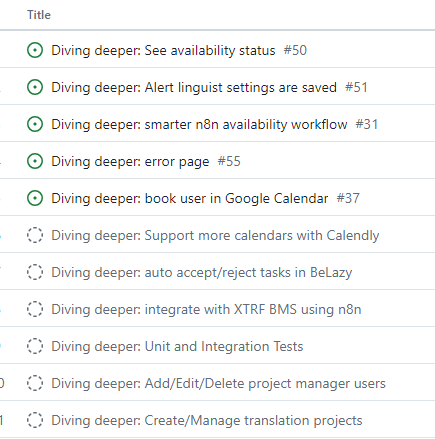 Title
Diving deeper: See availability status #50
Diving deeper: Alert linguist settings are saved #51
Diving deeper: smarter n8n availability workflow #31
Diving deeper: error page #55
Diving deeper: book user in Google Calendar #37
Diving deeper: Support more calendars with Calendly
Diving deeper: auto accept/reject tasks in BeLazy
Diving deeper: integrate with XTRF BMS using n8n
Diving deeper: Unit and Integration Tests
0 Diving deeper: Add/Edit/Delete project manager users
1 Diving deeper: Create/Manage translation projects